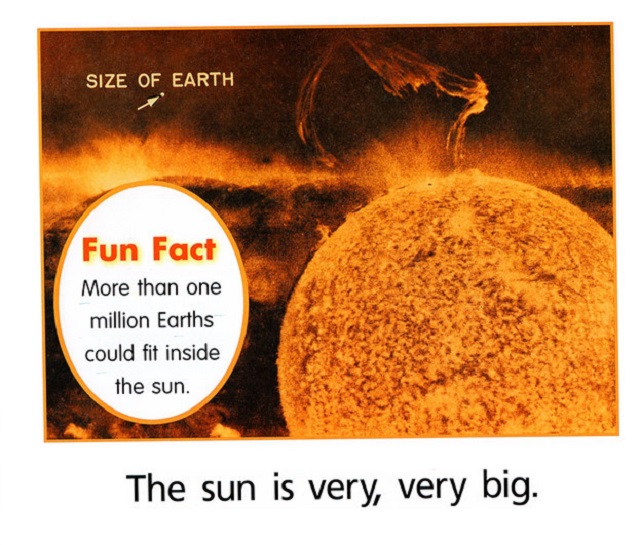 SIZE OF EARTH
Fun Fact
More than one
million Earths
could fit inside
the sun.
The sun is very, very big.